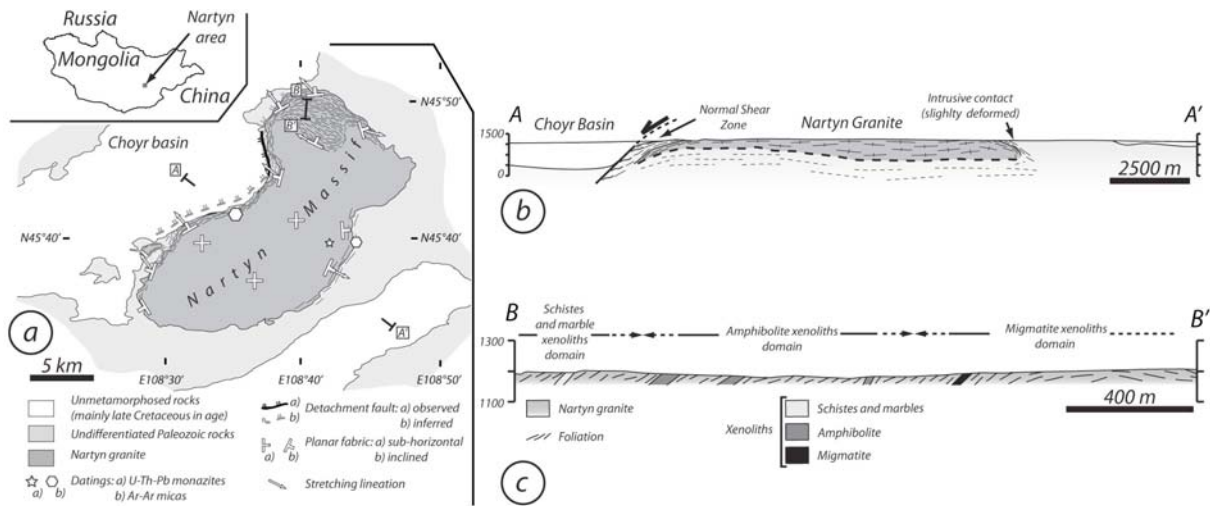 Russia
Mongolia
China
Nartyn
area
Choyr basin
A
B
B'
Nartyn Massif
A'
N45°50'
N45°40'
N45°40'
a
5 km
E108°30'
E108°40'
E108°50'
Unmetamorphosed rocks
(mainly late Cretaceous in age)
Undifferentiated Paleozoic rocks
Nartyn granite
a) b) Datings: a) U-Th-Pb monazites
b) Ar-Ar micas
a)
b) Detachment fault: a) observed
b) inferred
a) b) Planar fabric: a) sub-horizontal
b) inclined
Stretching lineation
A
1500
0
Choyr Basin
Normal Shear
Zone
Nartyn Granite
Intrusive contact
(slighlty deformed)
A'
2500 m
b
B
1300
1100
Schistes
and marble
xenoliths
domain
Amphibolite xenoliths
domain
Migmatite xenoliths
domain
B'
400 m
Nartyn granite
Foliation
Xenoliths
Schistes and marbles
Amphibolite
Migmatite
c